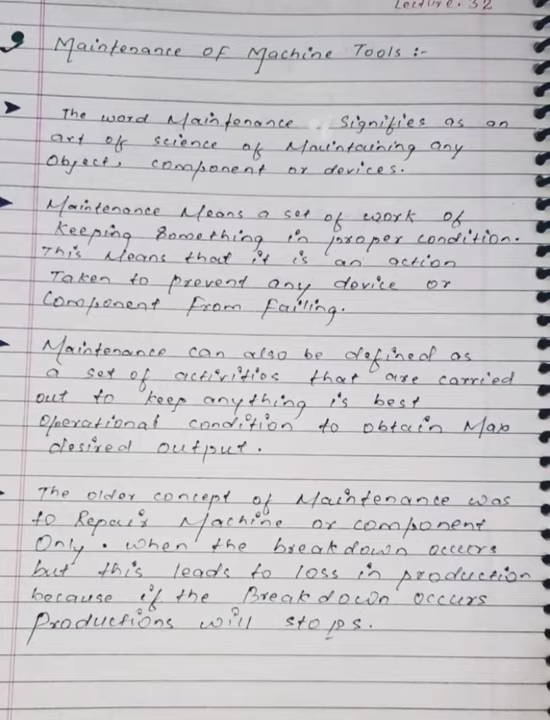 Lecture. 32
Maintenance of Machine Tools :-
The word Maintenance Signifies as an
art of science of Maintaining any
Object, component or devices.
Maintenance Means a set of work of
keeping something in proper condition.
This Means that it is an action
Taken to prevent any device or
Component from failing.
Maintenance can also be defined as
a set of activities that are carried
out to keep anything is best
Operational condition to obtain Max
desired output.
The older concept of Maintenance was
to Repair Machine or component
Only. when the breakdown occurs
but this leads to loss in production
because if the Breakdown occurs
Productions will stops.